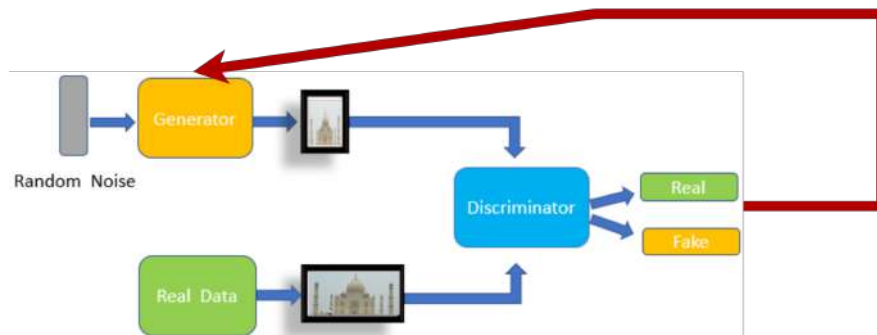 Generator
Random Noise
Discriminator
Real
Fake
Real Data